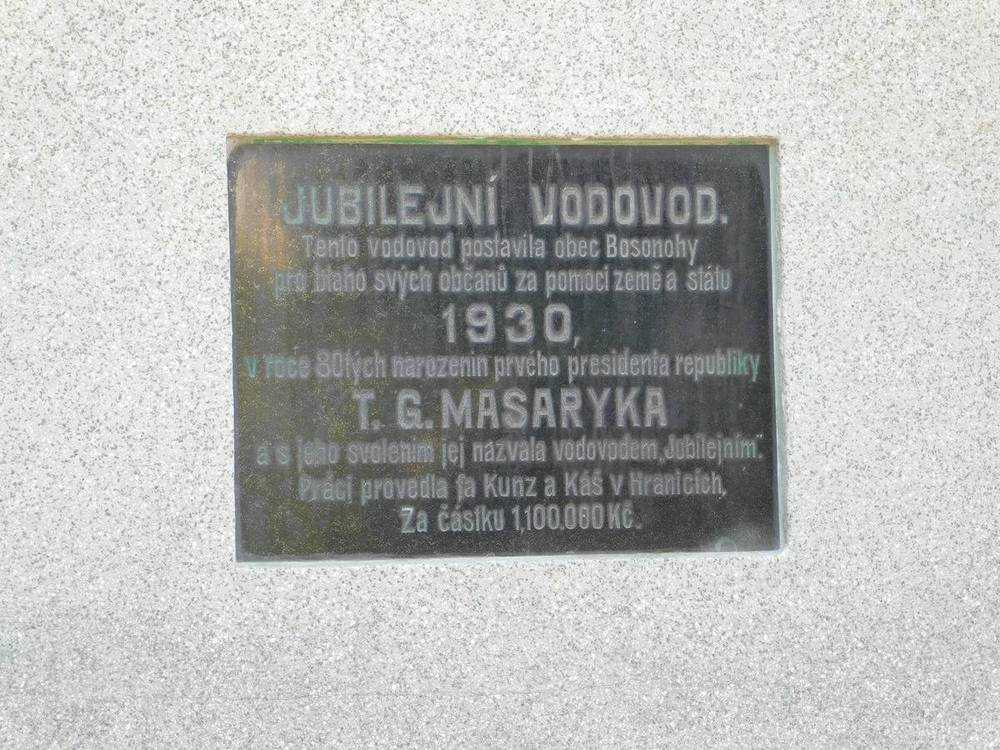 JUBILEJNÍ VODOVOD.
Tento vodovod postavila obec Bosonohy
pro blaho svých občanů za pomoci země a státu
1930,
v roce 80tých narozenin prvého presidenta republiky
T. G. MASARYKA
a s jeho svolením jej nazvala vodovodem „Jubilejním".
Práci provedla fa Kunz a Káš v Hranicích,
Za částku 1,100.000 Kč.